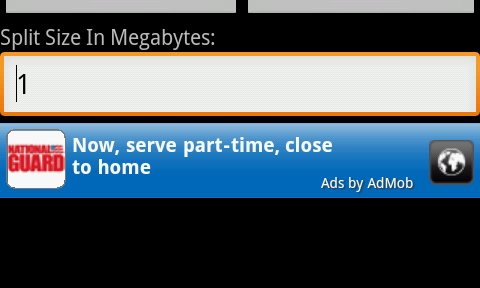 Split Size In Megabytes:
1
NATIONAL
GUARD
Now, serve part-time, close
to home
Ads by AdMob